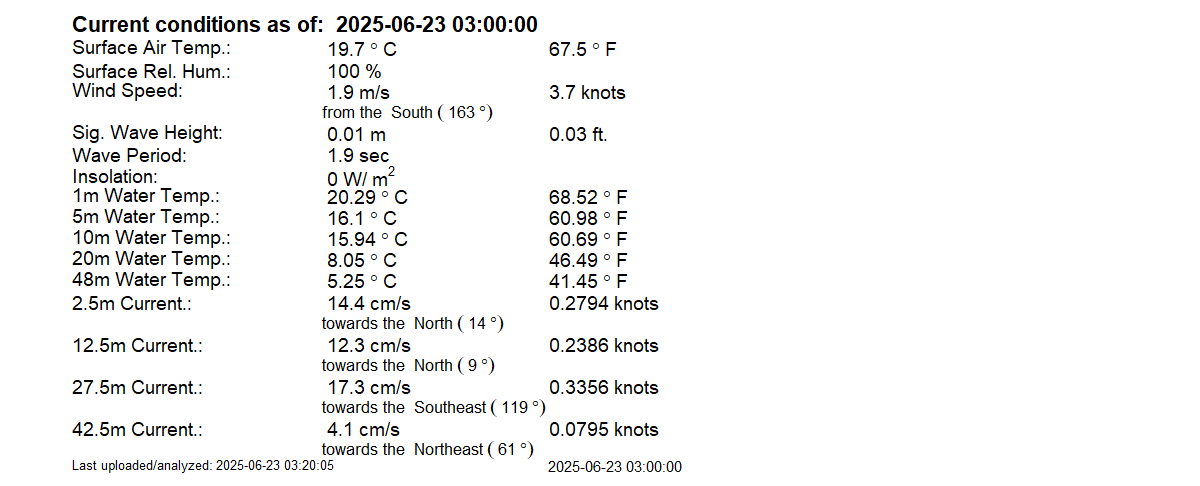 Current conditions as of: 2025-06-23 03:00:00
Surface Air Temp.: 19.7 ° C 67.5 ° F
Surface Rel. Hum.: 100 %
Wind Speed: 1.9 m/s 3.7 knots
from the South ( 163 °)
Sig. Wave Height: 0.01 m 0.03 ft.
Wave Period: 1.9 sec
Insolation: 0 W/ m²
1m Water Temp.: 20.29 ° C 68.52 ° F
5m Water Temp.: 16.1 ° C 60.98 ° F
10m Water Temp.: 15.94 ° C 60.69 ° F
20m Water Temp.: 8.05 ° C 46.49 ° F
48m Water Temp.: 5.25 ° C 41.45 ° F
2.5m Current.: 14.4 cm/s 0.2794 knots
towards the North ( 14 °)
12.5m Current.: 12.3 cm/s 0.2386 knots
towards the North ( 9 °)
27.5m Current.: 17.3 cm/s 0.3356 knots
towards the Southeast ( 119 °)
42.5m Current.: 4.1 cm/s 0.0795 knots
towards the Northeast ( 61 °)
Last uploaded/analyzed: 2025-06-23 03:20:05 2025-06-23 03:00:00